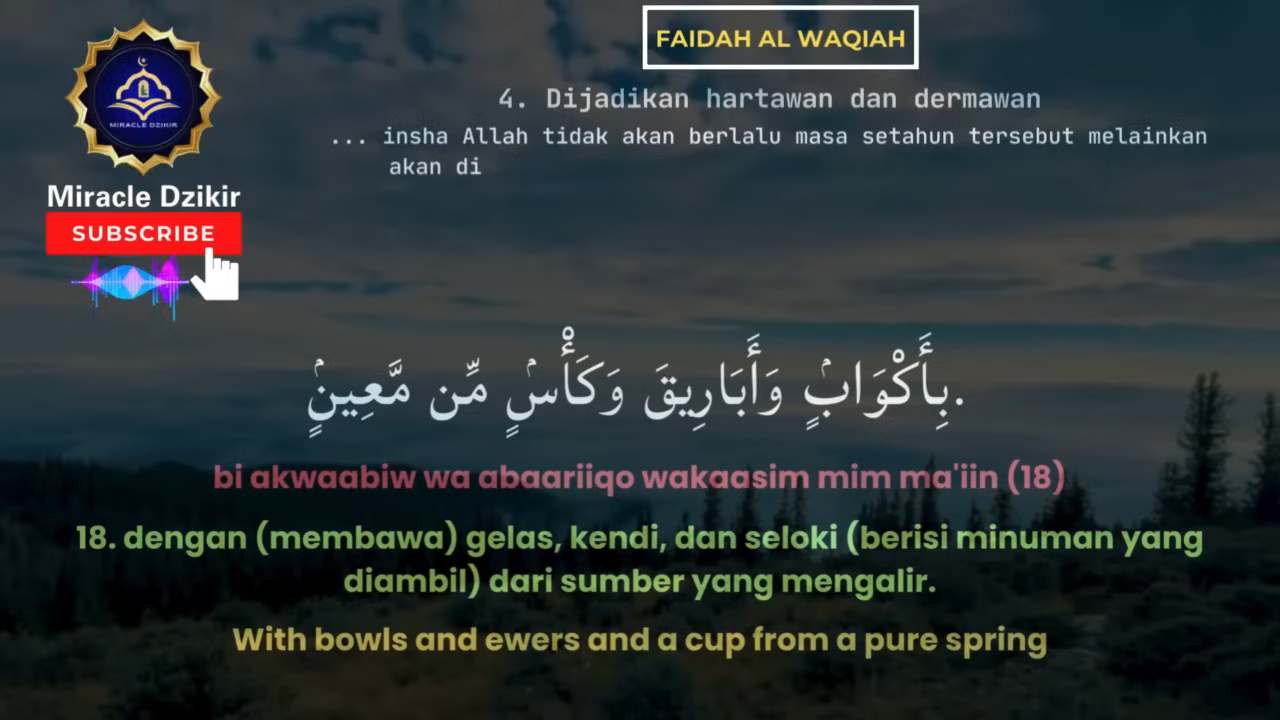 FAIDAH AL WAQIAH
4. Dijadikan hartawan dan dermawan
... insha Allah tidak akan berlalu masa setahun tersebut melainkan
akan di
MIRACLE DZIKIR
Miracle Dzikir
SUBSCRIBE
بِأَكْوَابٍۢ وَأَبَارِيقَ وَكَأْسٍۢ مِّن مَّعِينٍۢ.
bi akwaabiw wa abaariiqo wakaasim mim ma'iin (18)
18. dengan (membawa) gelas, kendi, dan seloki (berisi minuman yang
diambil) dari sumber yang mengalir.
With bowls and ewers and a cup from a pure spring